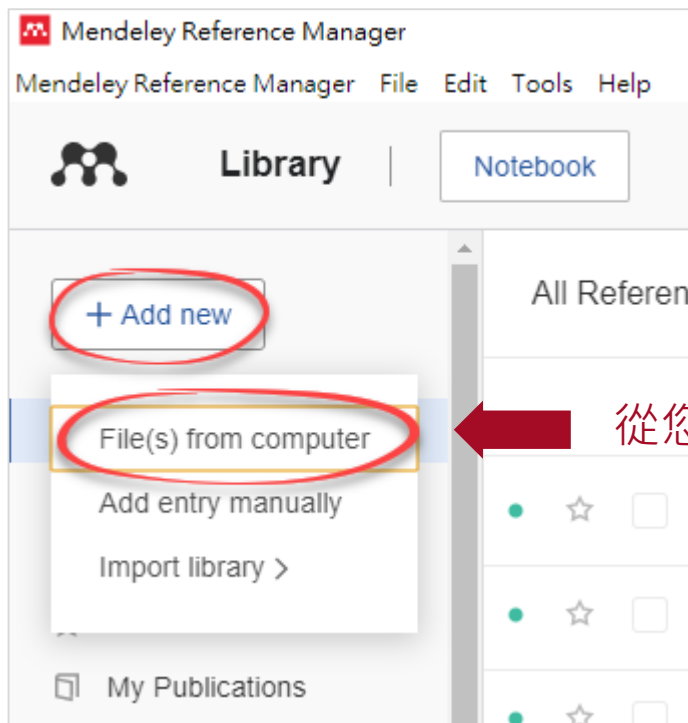 Mendeley Reference Manager
Mendeley Reference Manager File Edit Tools Help
Library
Notebook
+ Add new
All Referen
File(s) from computer
從您
Add entry manually
Import library >
My Publications